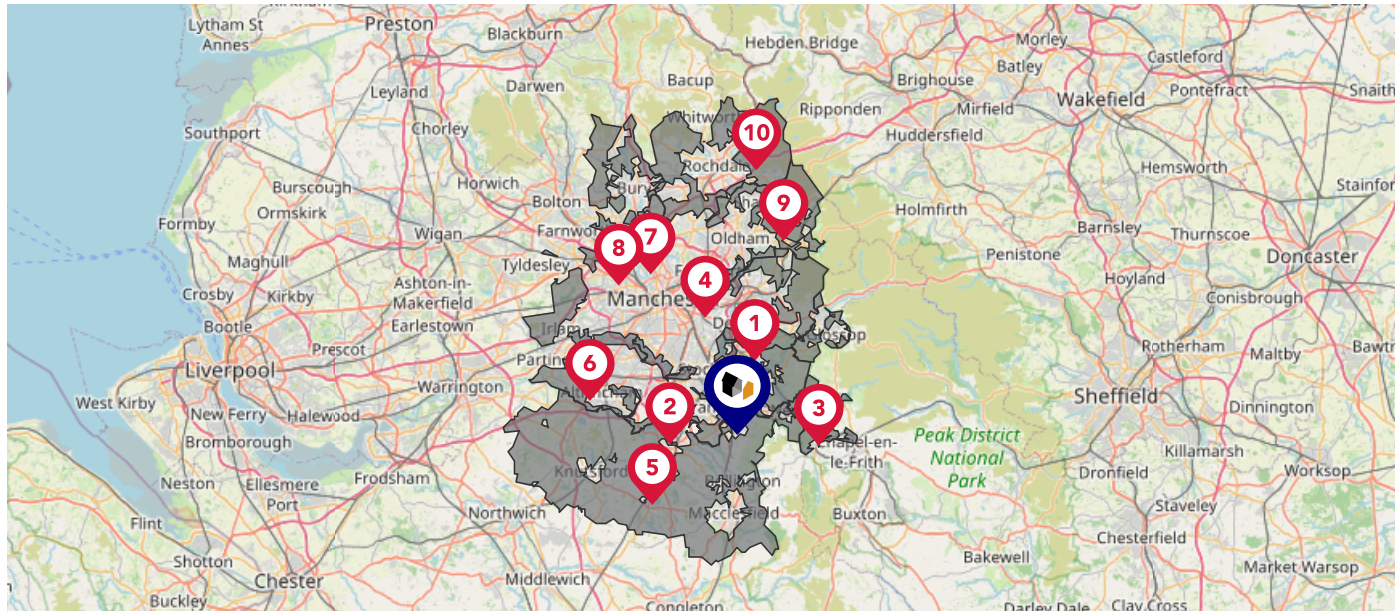 Lytham St
Annes
Preston
Blackburn
Hebden Bridge
Morley
Batley
Castleford
Leyland
Darwen
Bacup
Brighouse
Mirfield
Wakefield
Pontefract
Snaith
Ripponden
Southport
Chorley
Whitworth
10
Huddersfield
Rochdale
Hemsworth
Burscough
Horwich
Bolton
Bury
Stainfor
Formby
Ormskirk
Wigan
9
Holmfirth
Barnsley
Thurnscoe
Maghull
Tyldesley
8
7
Oldham
Penistone
Doncaster
Crosby
Kirkby
Ashton-in-
Makerfield
4
Hoyland
Conisbrough
Bootle
Earlestown
Irlam
1
Glossop
Liverpool
Prescot
6
Rotherham
Maltby
Bawtr
West Kirby
New Ferry
Halewood
Warrington
2
3
Sheffield
Dinnington
Bromborough
Peak District
National
Park
Chapel-en-
le-Frith
Killamarsh
Neston
Ellesmere
Port
Frodsham
Knutsford
5
Dronfield
Worksop
Flint
Northwich
Macclesfield
Buxton
Staveley
Shotton
Chesterfield
Chester
Middlewich
Bakewell
Market Warsop
Buckley
Congleton
Darley Dale
Clay Cross